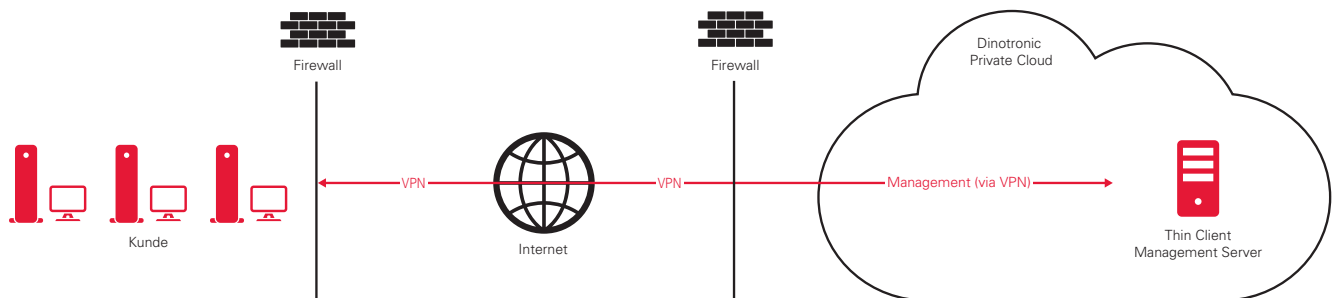 Firewall
Firewall
Dinotronic
Private Cloud
VPN
VPN
Management (via VPN)
Kunde
Internet
Thin Client
Management Server